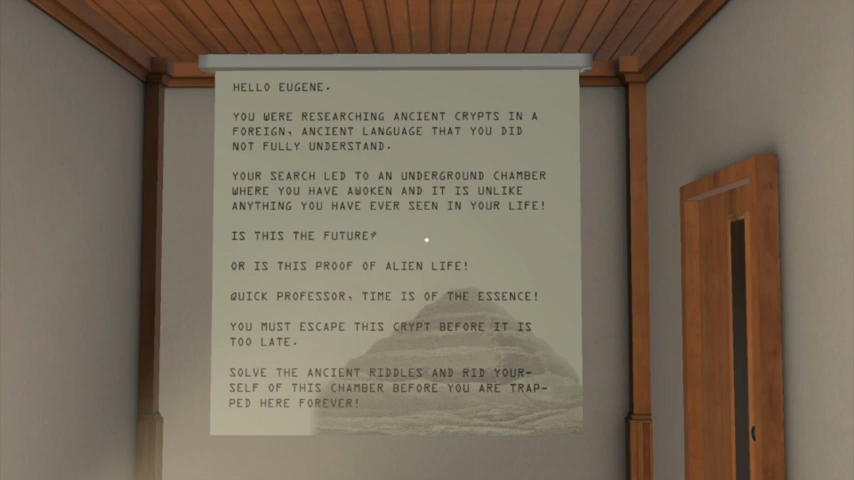 HELLO EUGENE.
YOU WERE RESEARCHING ANCIENT CRYPTS IN A
FOREIGN, ANCIENT LANGUAGE THAT YOU DID
NOT FULLY UNDERSTAND.
YOUR SEARCH LED TO AN UNDERGROUND CHAMBER
WHERE YOU HAVE AWOKEN AND IT IS UNLIKE
ANYTHING YOU HAVE EVER SEEN IN YOUR LIFE!
IS THIS THE FUTURE?
OR IS THIS PROOF OF ALIEN LIFE!
QUICK PROFESSOR, TIME IS OF THE ESSENCE!
YOU MUST ESCAPE THIS CRYPT BEFORE IT IS
TOO LATE.
SOLVE THE ANCIENT RIDDLES AND RID YOUR-
SELF OF THIS CHAMBER BEFORE YOU ARE TRAP-
PED HERE FOREVER!